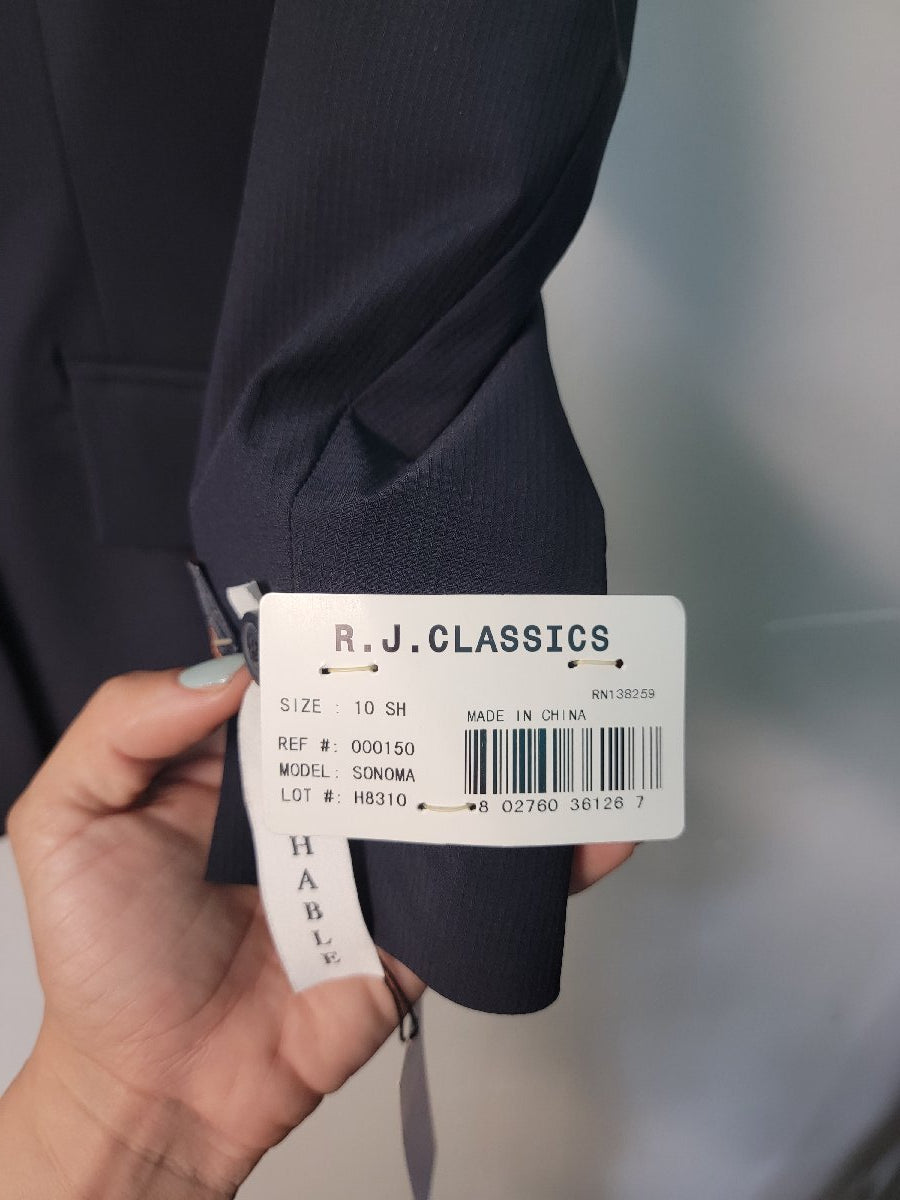 R.J.CLASSICS
RN138259
SIZE : 10 SH
MADE IN CHINA
REF #: 000150
MODEL: SONOMA
LOT #: H8310
8 02760 36126 7
H
A
B
L
E